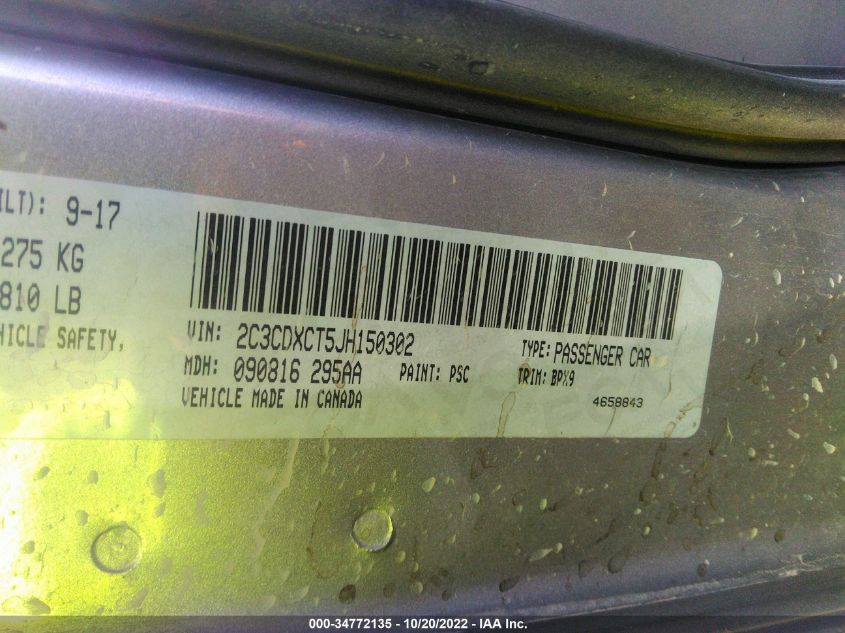 ILT): 9-17
275 KG
810 LB
HICLE SAFETY,
VIN: 2C3CDXCT5JH150302
TYPE: PASSENGER CAR
MDH: 090816 295AA
PAINT: PSC
TRIM: BPX9
VEHICLE MADE IN CANADA
4658843
000-34772135 - 10/20/2022 - IAA Inc.